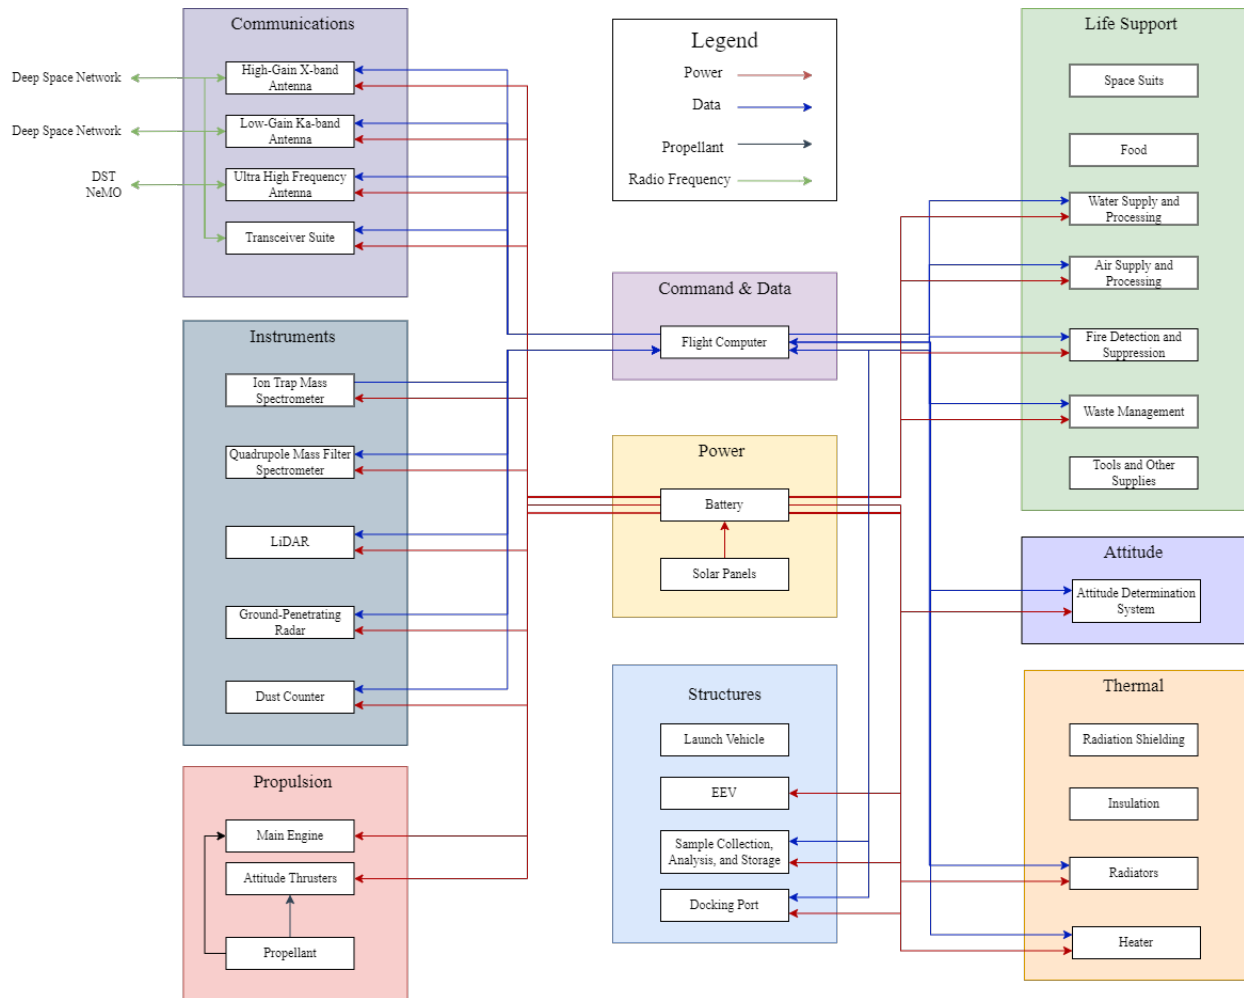 Communications
High-Gain X-band
Antenna
Low-Gain Ka-band
Antenna
Ultra High Frequency
Antenna
Transceiver Suite
Deep Space Network
Deep Space Network
DST
NeMO
Legend
Power
Data
Propellant
Radio Frequency
Life Support
Space Suits
Food
Water Supply and
Processing
Air Supply and
Processing
Fire Detection and
Suppression
Waste Management
Tools and Other
Supplies
Command & Data
Flight Computer
Instruments
Ion Trap Mass
Spectrometer
Quadrupole Mass Filter
Spectrometer
LiDAR
Ground-Penetrating
Radar
Dust Counter
Power
Battery
Solar Panels
Attitude
Attitude Determination
System
Structures
Launch Vehicle
EEV
Sample Collection,
Analysis, and Storage
Docking Port
Thermal
Radiation Shielding
Insulation
Radiators
Heater
Propulsion
Main Engine
Attitude Thrusters
Propellant